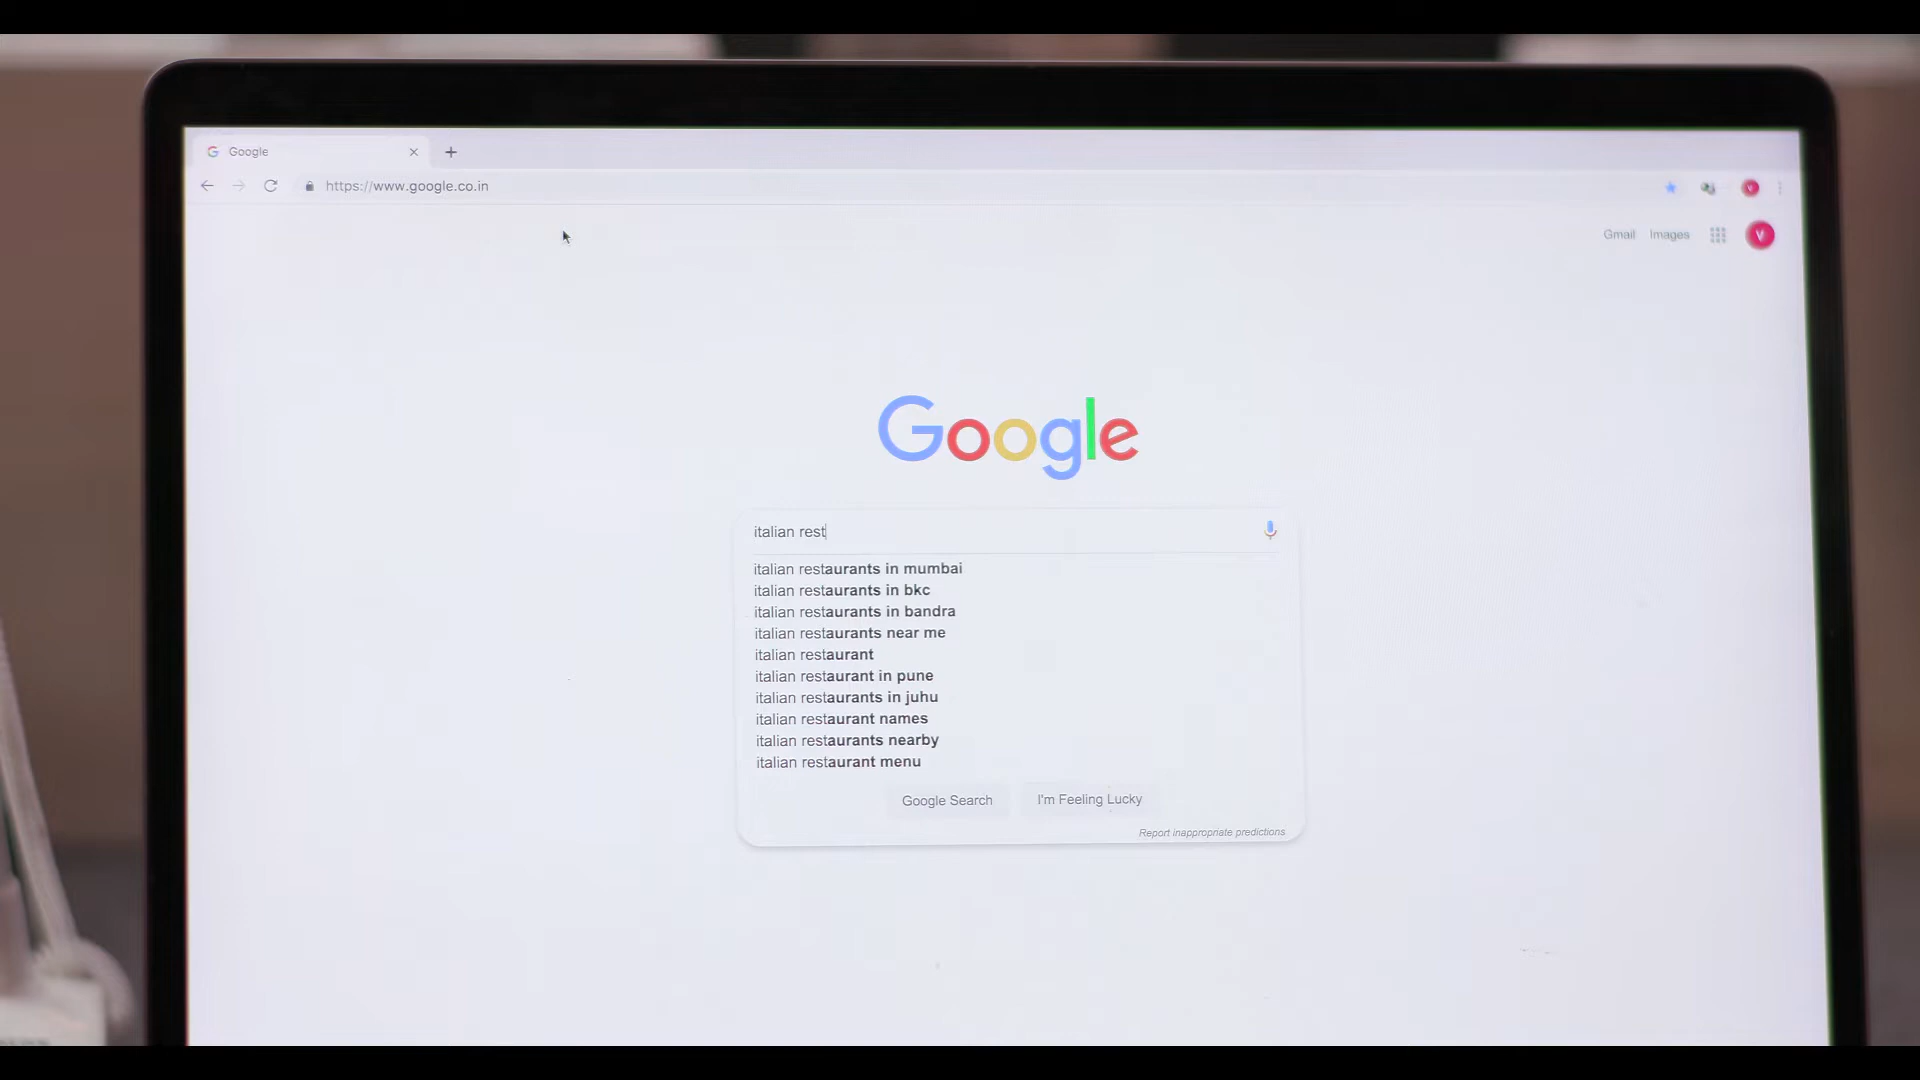 Google
https://www.google.co.in
Gmail Images
V
Google
italian rest
italian restaurants in mumbai
italian restaurants in bkc
italian restaurants in bandra
italian restaurants near me
italian restaurant
italian restaurant in pune
italian restaurants in juhu
italian restaurant names
italian restaurants nearby
italian restaurant menu
Google Search I'm Feeling Lucky
Report inappropriate predictions